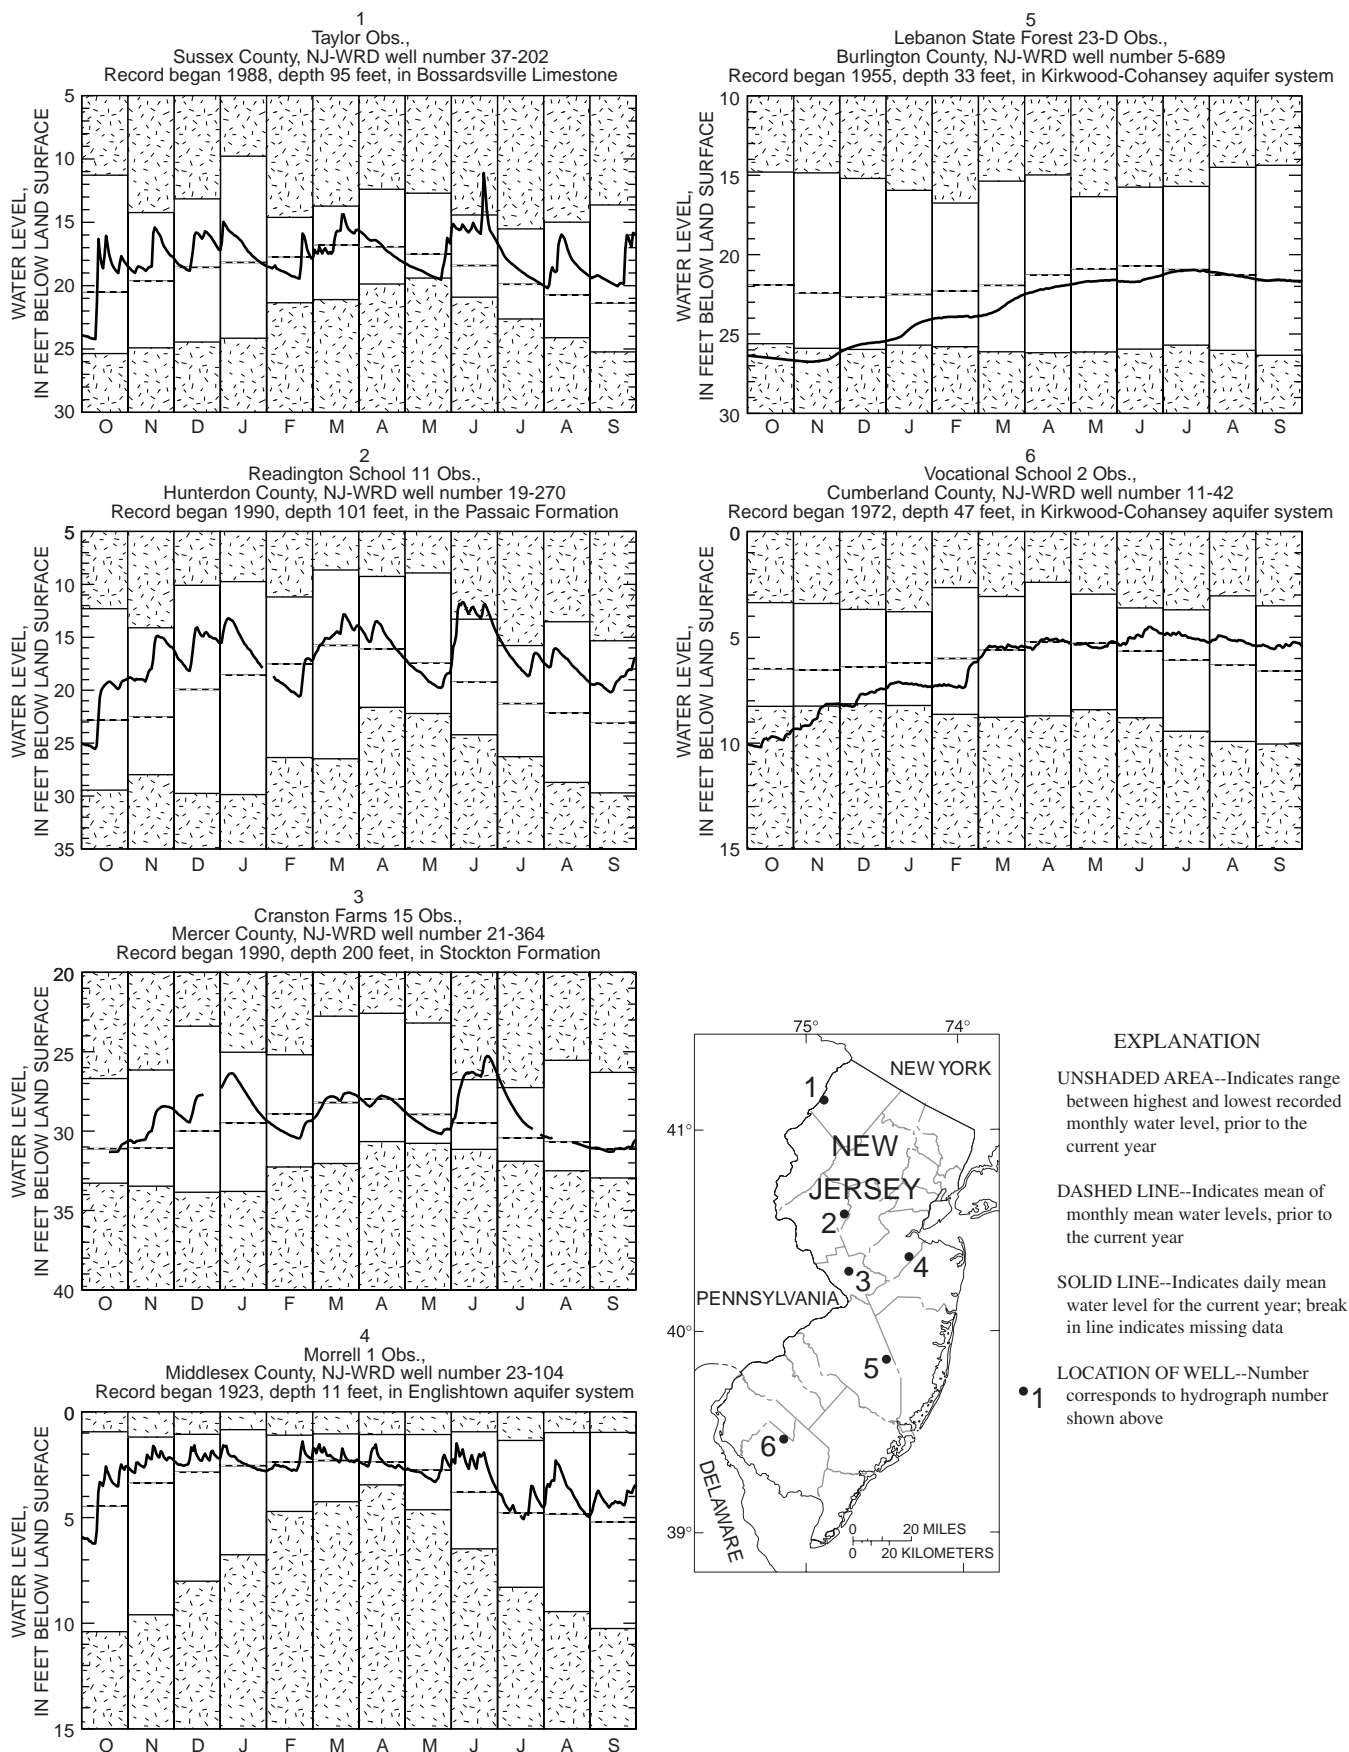 1
Taylor Obs.,
Sussex County, NJ-WRD well number 37-202
Record began 1988, depth 95 feet, in Bossardsville Limestone
WATER LEVEL,
IN FEET BELOW LAND SURFACE
5
10
15
20
25
30
O N D J F M A M J J A S
2
Readington School 11 Obs.,
Hunterdon County, NJ-WRD well number 19-270
Record began 1990, depth 101 feet, in the Passaic Formation
WATER LEVEL,
IN FEET BELOW LAND SURFACE
5
10
15
20
25
30
35
O N D J F M A M J J A S
3
Cranston Farms 15 Obs.,
Mercer County, NJ-WRD well number 21-364
Record began 1990, depth 200 feet, in Stockton Formation
WATER LEVEL,
IN FEET BELOW LAND SURFACE
20
25
30
35
40
O N D J F M A M J J A S
4
Morrell 1 Obs.,
Middlesex County, NJ-WRD well number 23-104
Record began 1923, depth 11 feet, in Englishtown aquifer system
WATER LEVEL,
IN FEET BELOW LAND SURFACE
0
5
10
15
O N D J F M A M J J A S
5
Lebanon State Forest 23-D Obs.,
Burlington County, NJ-WRD well number 5-689
Record began 1955, depth 33 feet, in Kirkwood-Cohansey aquifer system
WATER LEVEL,
IN FEET BELOW LAND SURFACE
10
15
20
25
30
O N D J F M A M J J A S
6
Vocational School 2 Obs.,
Cumberland County, NJ-WRD well number 11-42
Record began 1972, depth 47 feet, in Kirkwood-Cohansey aquifer system
WATER LEVEL,
IN FEET BELOW LAND SURFACE
0
5
10
15
O N D J F M A M J J A S
75° 74°
NEW YORK
1
41°
NEW
JERSEY
2
4
3
PENNSYLVANIA
40°
5
6
DELAWARE
0 20 MILES
0 20 KILOMETERS
39°
EXPLANATION
UNSHADED AREA--Indicates range
between highest and lowest recorded
monthly water level, prior to the
current year
DASHED LINE--Indicates mean of
monthly mean water levels, prior to
the current year
SOLID LINE--Indicates daily mean
water level for the current year; break
in line indicates missing data
1
LOCATION OF WELL--Number
corresponds to hydrograph number
shown above